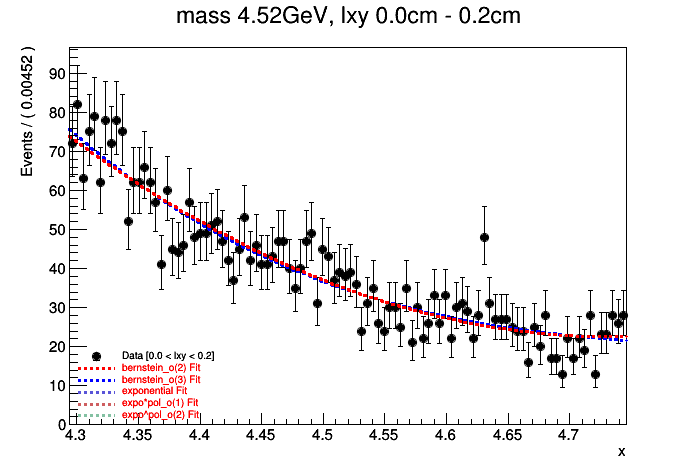 mass 4.52GeV, lxy 0.0cm - 0.2cm
Events / ( 0.00452 )
90
80
70
60
50
40
30
20
10
0
Data [0.0 < lxy < 0.2]
bernstein_o(2) Fit
bernstein_o(3) Fit
exponential Fit
expo*pol_o(1) Fit
exp^pol_o(2) Fit
4.3 4.35 4.4 4.45 4.5 4.55 4.6 4.65 4.7
x